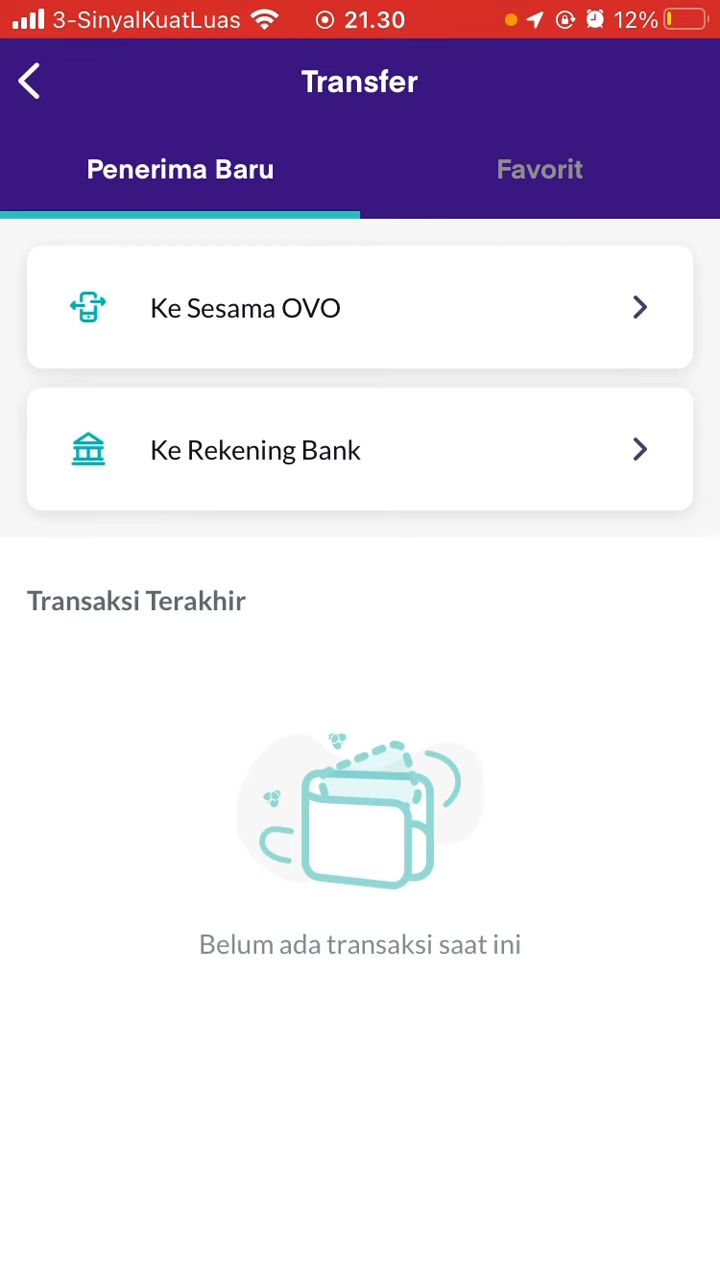 3-SinyalKuatLuas 21.30 12%
Transfer
Penerima Baru Favorit
Ke Sesama OVO
Ke Rekening Bank
Transaksi Terakhir
Belum ada transaksi saat ini